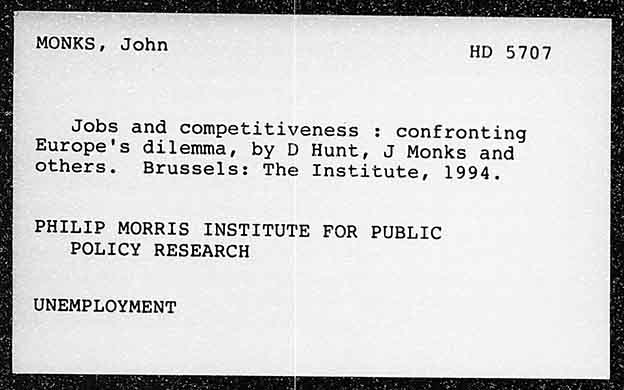 MONKS, John
HD 5707
Jobs and competitiveness : confronting
Europe's dilemma, by D Hunt, J Monks and
others. Brussels: The Institute, 1994.
PHILIP MORRIS INSTITUTE FOR PUBLIC
POLICY RESEARCH
UNEMPLOYMENT